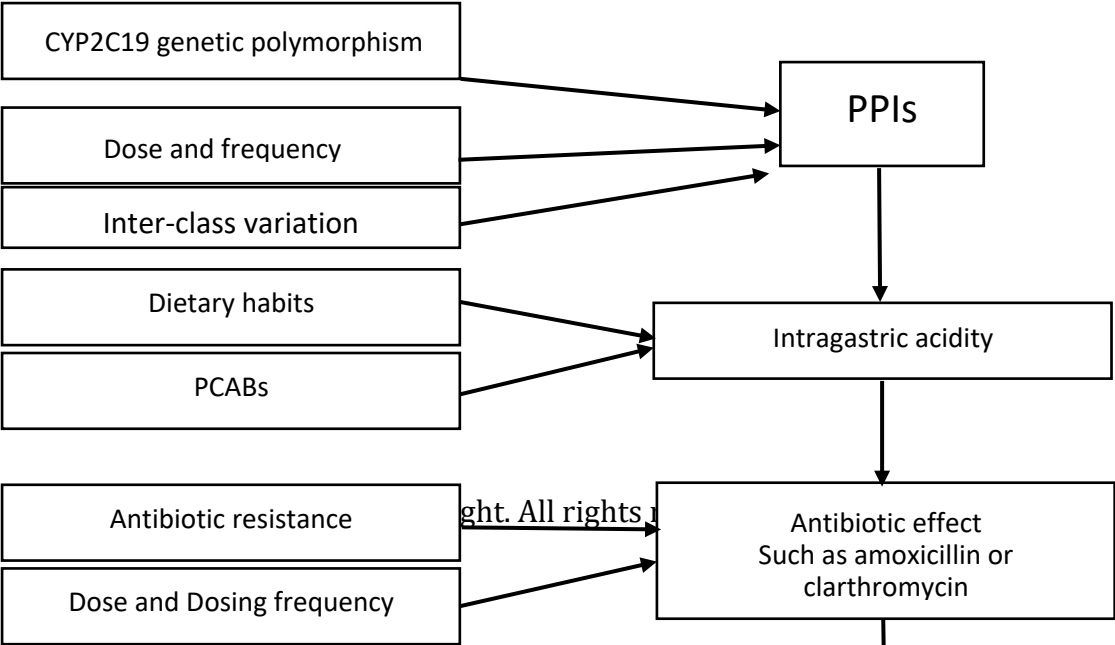 CYP2C19 genetic polymorphism
PPIs
Dose and frequency
Inter-class variation
Dietary habits
Intragastric acidity
PCABs
Antibiotic resistance
ght. All rights
Antibiotic effect
Such as amoxicillin or
clarthromycin
Dose and Dosing frequency